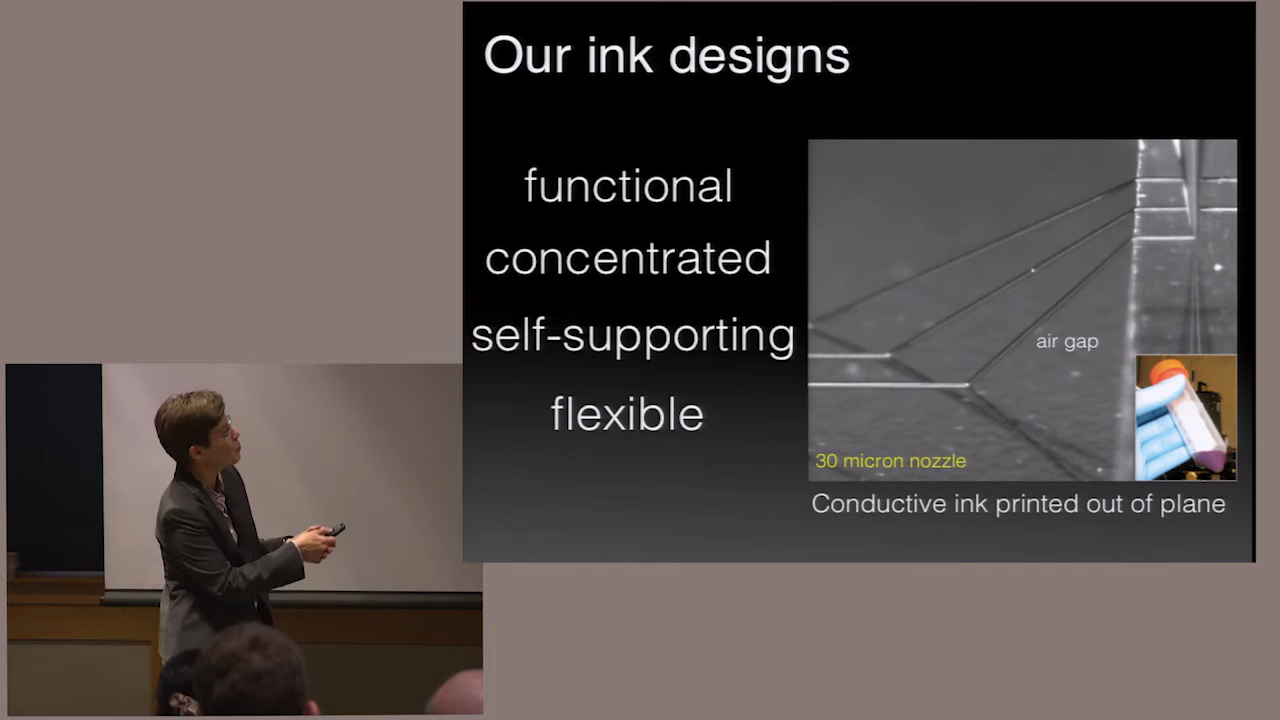 Our ink designs
functional
concentrated
self-supporting
flexible
air gap
30 micron nozzle
Conductive ink printed out of plane